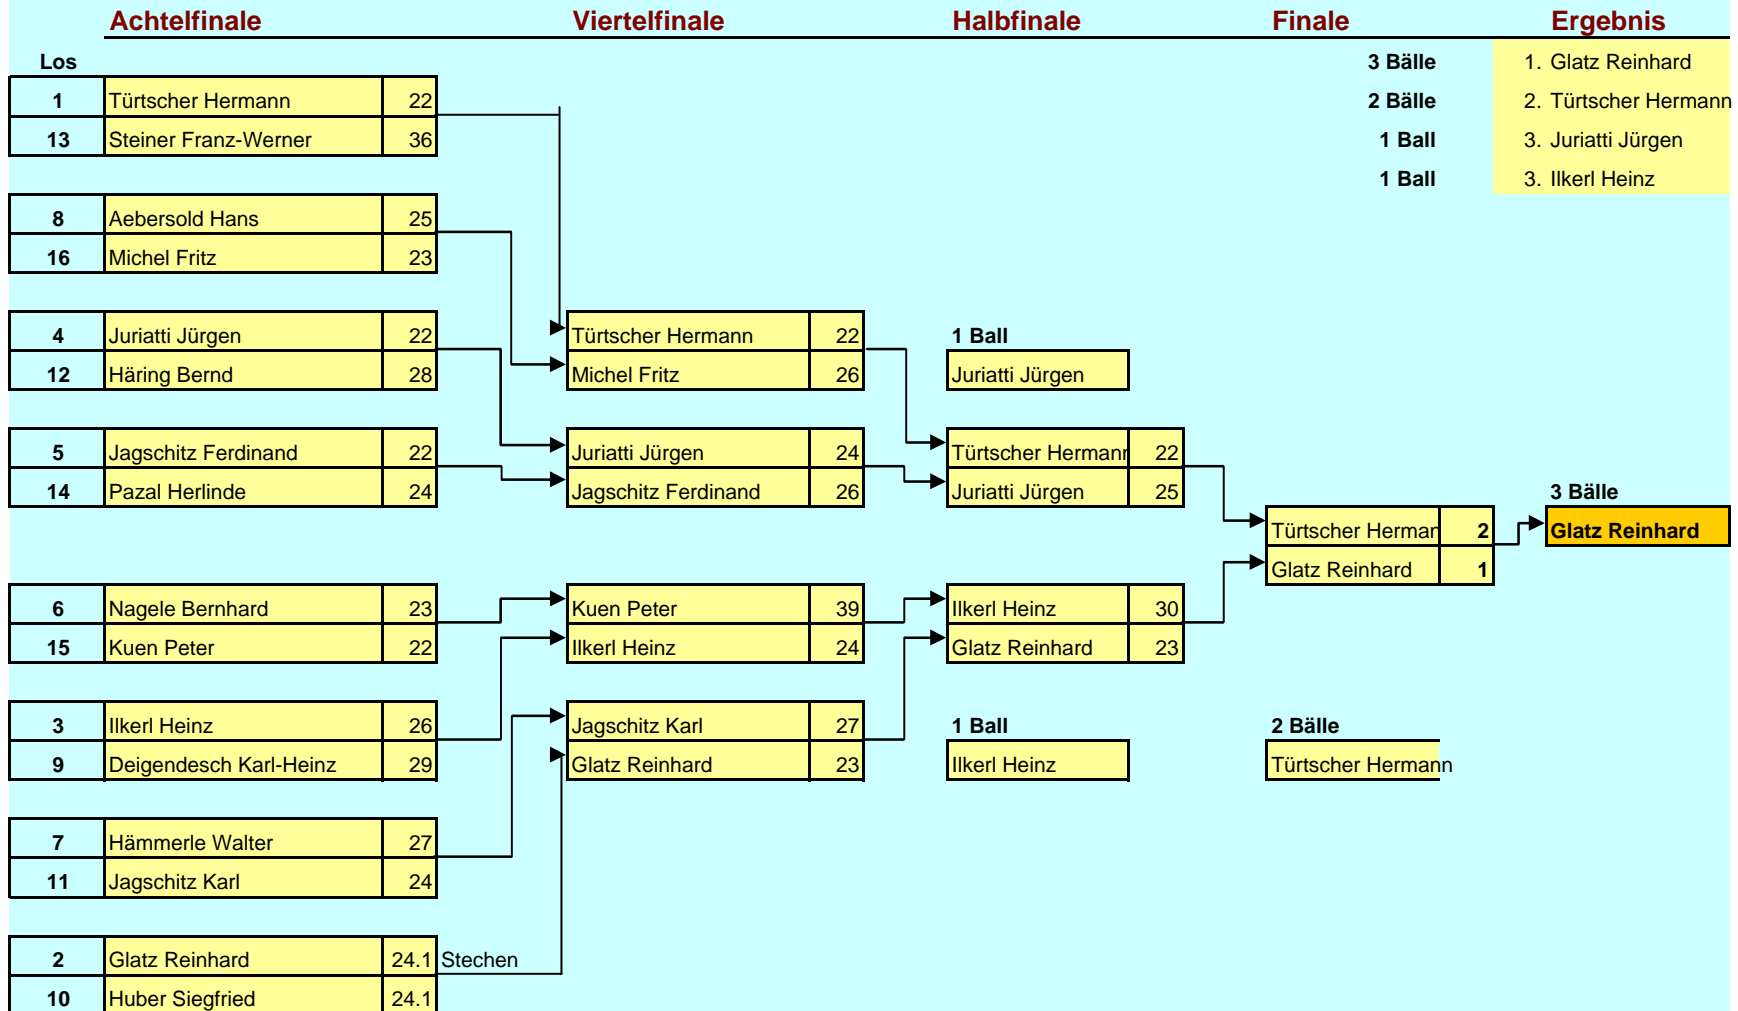 Achtelfinale Viertelfinale Halbfinale Finale Ergebnis
Los 3 Bälle 1. Glatz Reinhard
1 Türtscher Hermann 22 2 Bälle 2. Türtscher Hermann
13 Steiner Franz-Werner 36 1 Ball 3. Juriatti Jürgen
1 Ball 3. Ilkerl Heinz
8 Aebersold Hans 25
16 Michel Fritz 23
4 Juriatti Jürgen 22 Türtscher Hermann 22 1 Ball
12 Häring Bernd 28 Michel Fritz 26 Juriatti Jürgen
5 Jagschitz Ferdinand 22 Juriatti Jürgen 24 Türtscher Hermann 22
14 Pazal Herlinde 24 Jagschitz Ferdinand 26 Juriatti Jürgen 25 3 Bälle
Türtscher Herman 2 Glatz Reinhard
Glatz Reinhard 1
6 Nagele Bernhard 23 Kuen Peter 39 Ilkerl Heinz 30
15 Kuen Peter 22 Ilkerl Heinz 24 Glatz Reinhard 23
3 Ilkerl Heinz 26 Jagschitz Karl 27 1 Ball 2 Bälle
9 Deigendesch Karl-Heinz 29 Glatz Reinhard 23 Ilkerl Heinz Türtscher Hermann
7 Hämmerle Walter 27
11 Jagschitz Karl 24
2 Glatz Reinhard 24.1 Stechen
10 Huber Siegfried 24.1